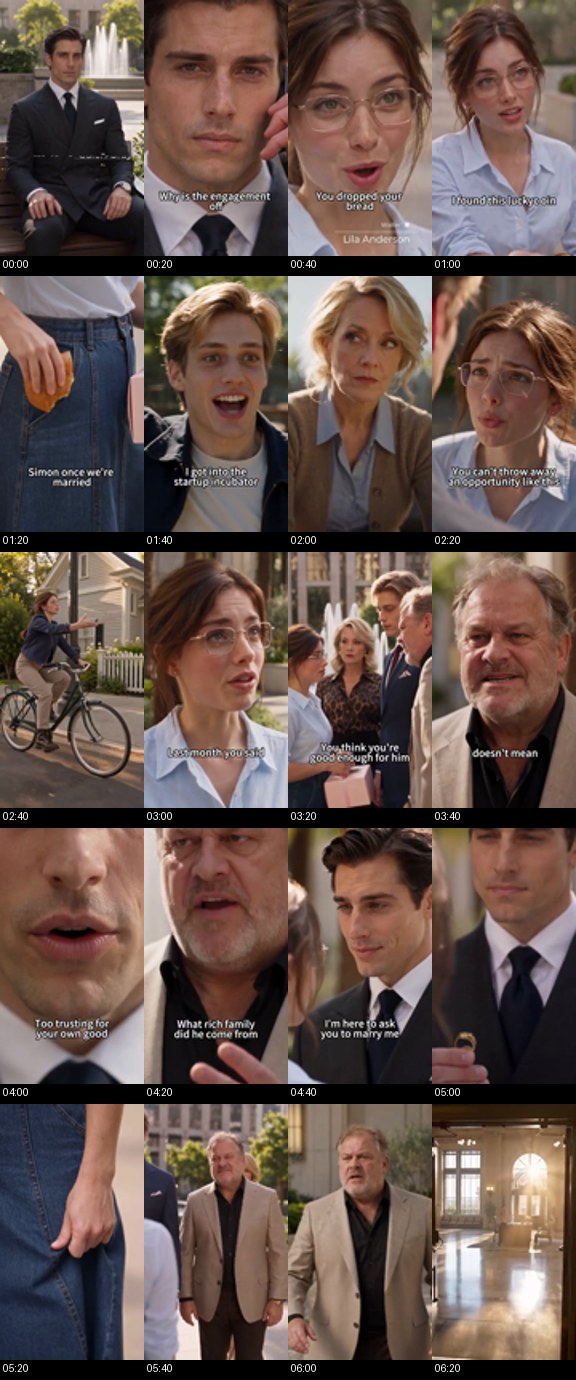 Why is the engagement
off
You dropped your
bread
Lila Anderson
I found this luckyc oin
00:00
00:20
00:40
01:00
Simon once we're
married
I got into the
startup incubator
You can't throw away
an opportunity like this
01:20
01:40
02:00
02:20
Last month you said
You think you're
good enough for him
doesn't mean
02:40
03:00
03:20
03:40
Too trusting for
your own good
What rich family
did he come from
I'm here to ask
you to marry me
04:00
04:20
04:40
05:00
05:20
05:40
06:00
06:20